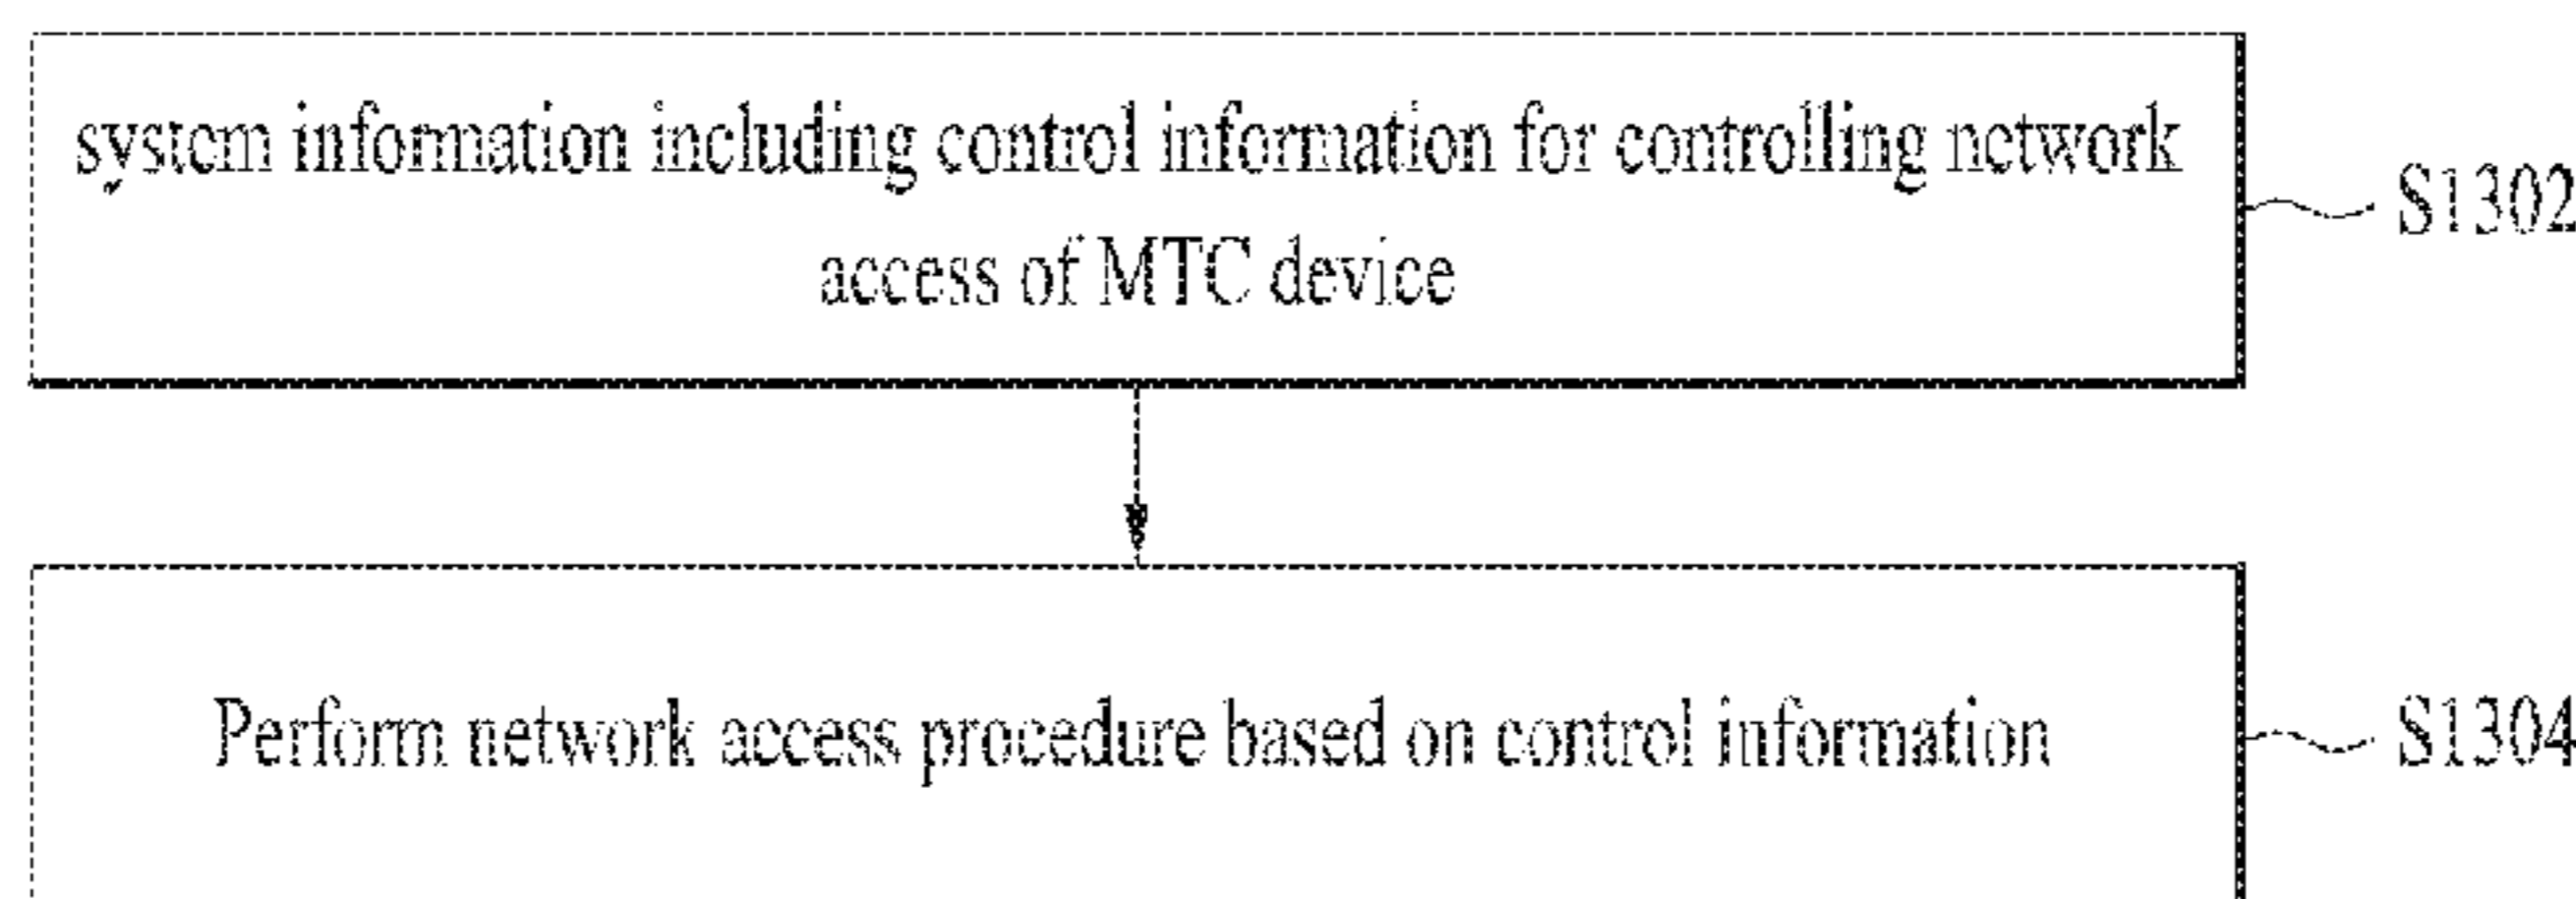 system information including control information for controlling network
access of MTC device
S1302
Perform network access procedure based on control information
S1304